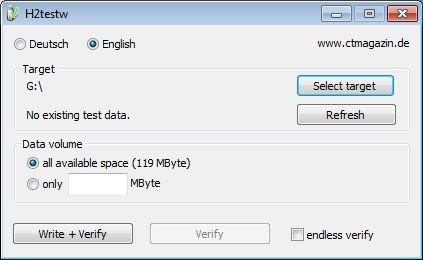 H2testw
Deutsch English www.ctmagazin.de
Target
G:\ Select target
No existing test data. Refresh
Data volume
all available space (119 MByte)
only MByte
Write + Verify Verify endless verify